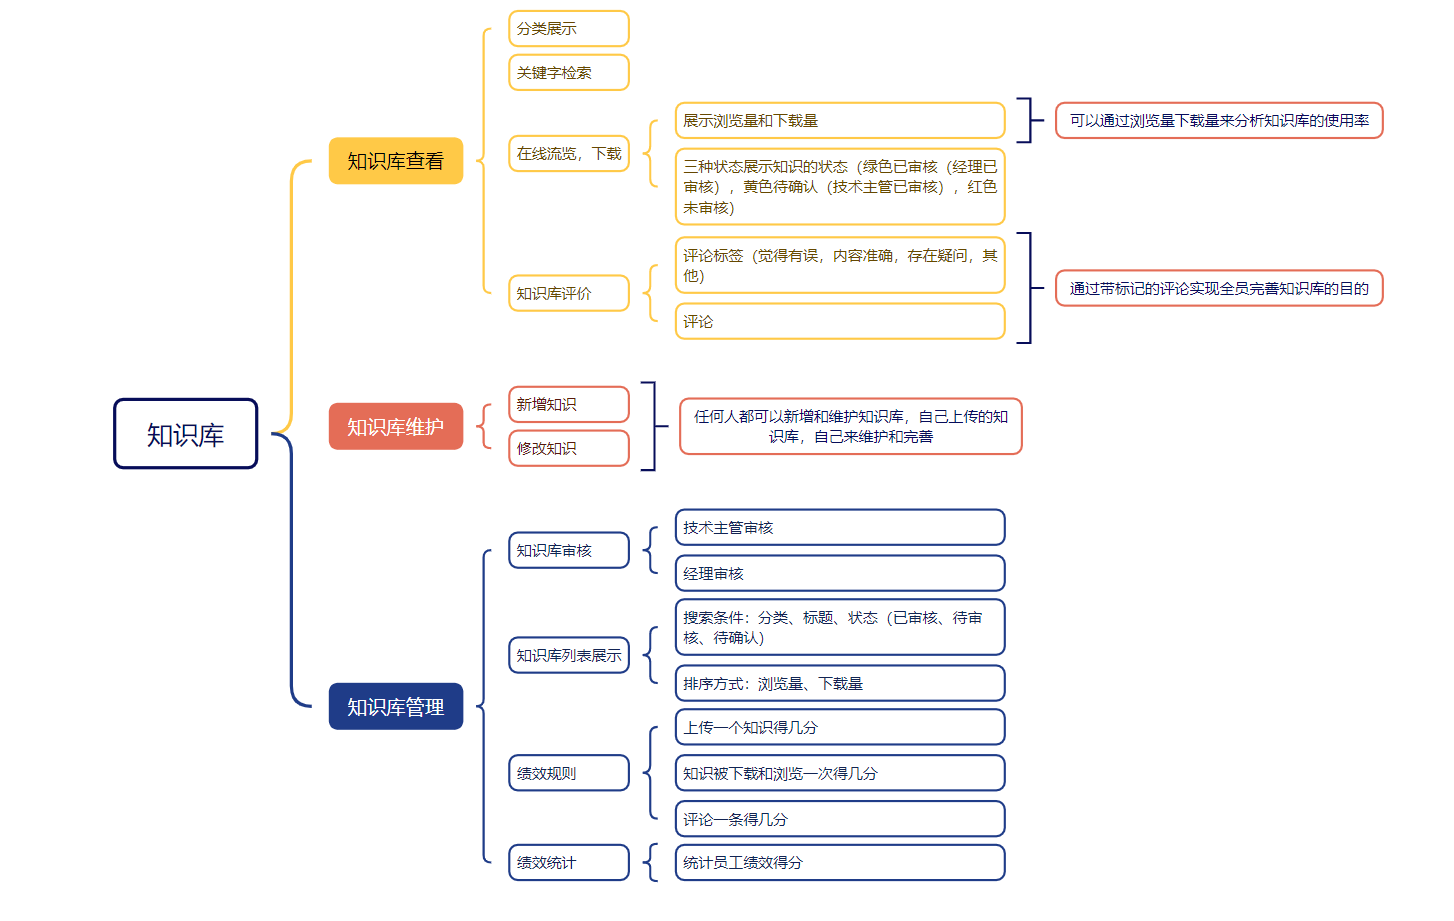 知识库
知识库查看
分类展示
关键字检索
在线流览，下载
展示浏览量和下载量
可以通过浏览量下载量来分析知识库的使用率
三种状态展示知识的状态（绿色已审核（经理已
审核），黄色待确认（技术主管已审核），红色
未审核）
知识库评价
评论标签（觉得有误，内容准确，存在疑问，其
他）
评论
通过带标记的评论实现全员完善知识库的目的
知识库维护
新增知识
修改知识
任何人都可以新增和维护知识库，自己上传的知
识库，自己来维护和完善
知识库管理
知识库审核
技术主管审核
经理审核
知识库列表展示
搜索条件：分类、标题、状态（已审核、待审
核、待确认）
排序方式：浏览量、下载量
绩效规则
上传一个知识得几分
知识被下载和浏览一次得几分
评论一条得几分
绩效统计
统计员工绩效得分